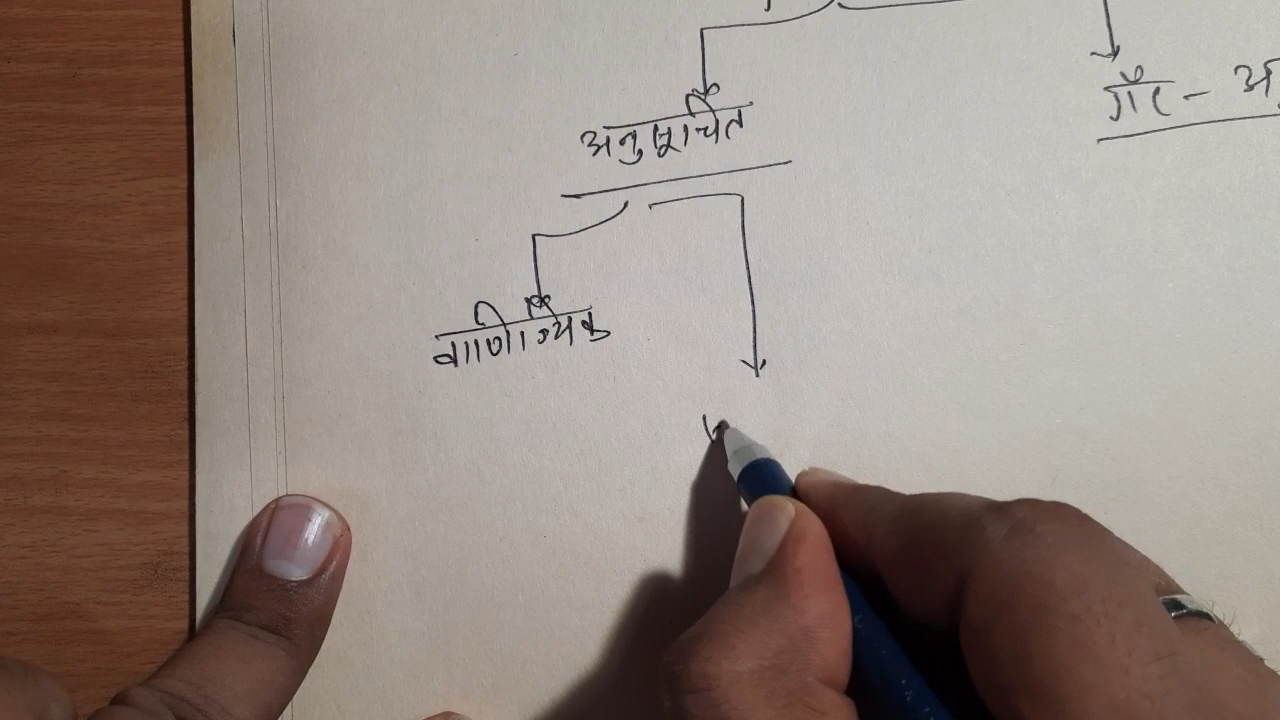 अनुसूचित
गैर - अ
वाणिज्यिक